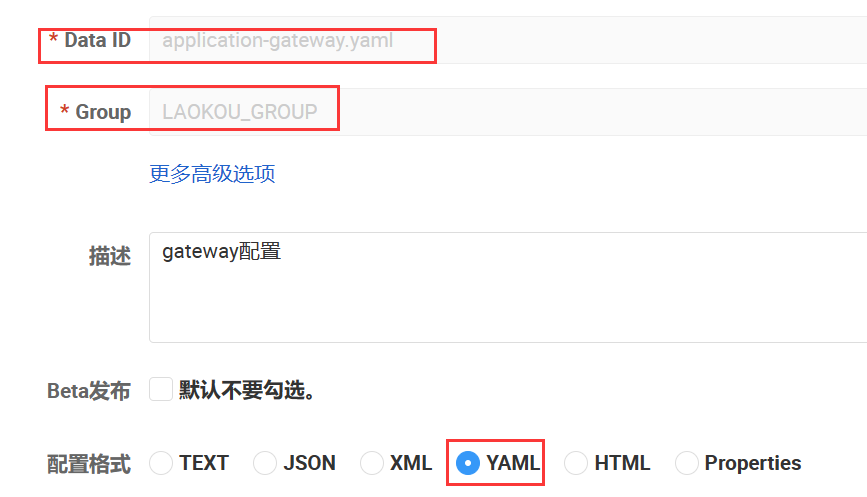 * Data ID application-gateway.yaml
* Group LAOKOU_GROUP
更多高级选项
描述 gateway配置
Beta发布 默认不要勾选。
配置格式 TEXT JSON XML YAML HTML Properties